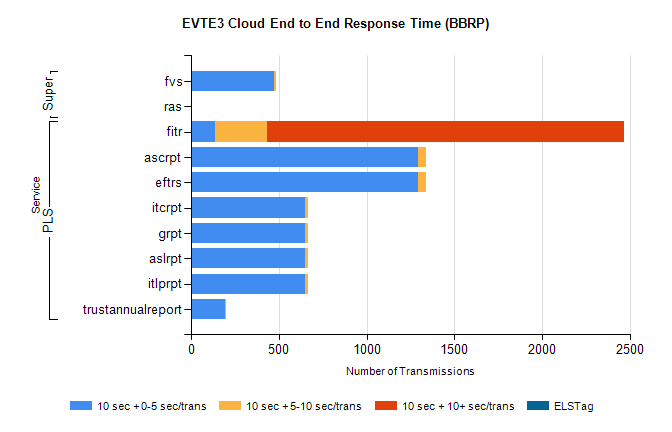 EVTE3 Cloud End to End Response Time (BBRP)
Service
Super
PLS
fvs
ras
fitr
ascrpt
eftrs
itcrpt
grpt
aslrpt
itlprpt
trustannualreport
0 500 1000 1500 2000 2500
Number of Transmissions
10 sec +0-5 sec/trans 10 sec +5-10 sec/trans 10 sec + 10+ sec/trans ELSTag